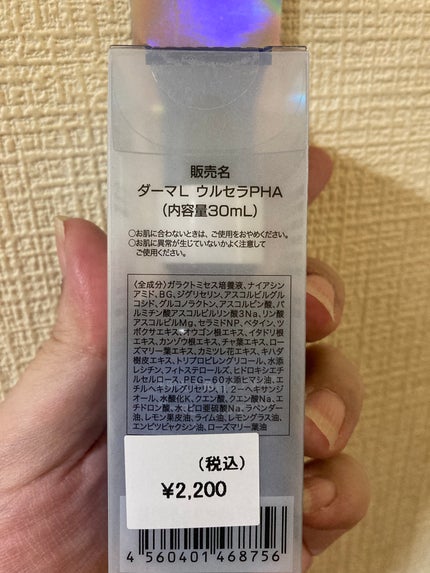 販売名
ダーマL ウルセラPHA
(内容量30mL)
○お肌に合わないときは、ご使用をおやめください。
○お肌に異常が生じていないかよく注意して
ご使用ください。
〈全成分〉ガラクトミセス培養液、ナイアシン
アミド、BG、ジグリセリン、アスコルビルグル
コシド、グルコノラクトン、アスコルビン酸、パ
ルミチン酸アスコルビルリン酸3Na、リン酸
アスコルビルMg、セラミドNP、ベタイン、ツ
ボクサエキス、オウゴン根エキス、イタドリ根
エキス、カンゾウ根エキス、チャ葉エキス、ロ
ーズマリー葉エキス、カミツレ花エキス、キハダ
樹皮エキス、トリプロピレングリコール、水添
レシチン、フィトステロールズ、ヒドロキシエ
チルセルロース、PEG-60水添ヒマシ油、エ
チルヘキシルグリセリン、1,2-ヘキサンジ
オール、水酸化K、クエン酸、クエン酸Na、エ
チドロン酸、水、ピロ亜硫酸Na、ラベンダー
油、レモン果皮油、ライム油、レモングラス油、
エンピツビャクシン油、ローズマリー葉油
(税込)
¥2,200
4 560401 468756